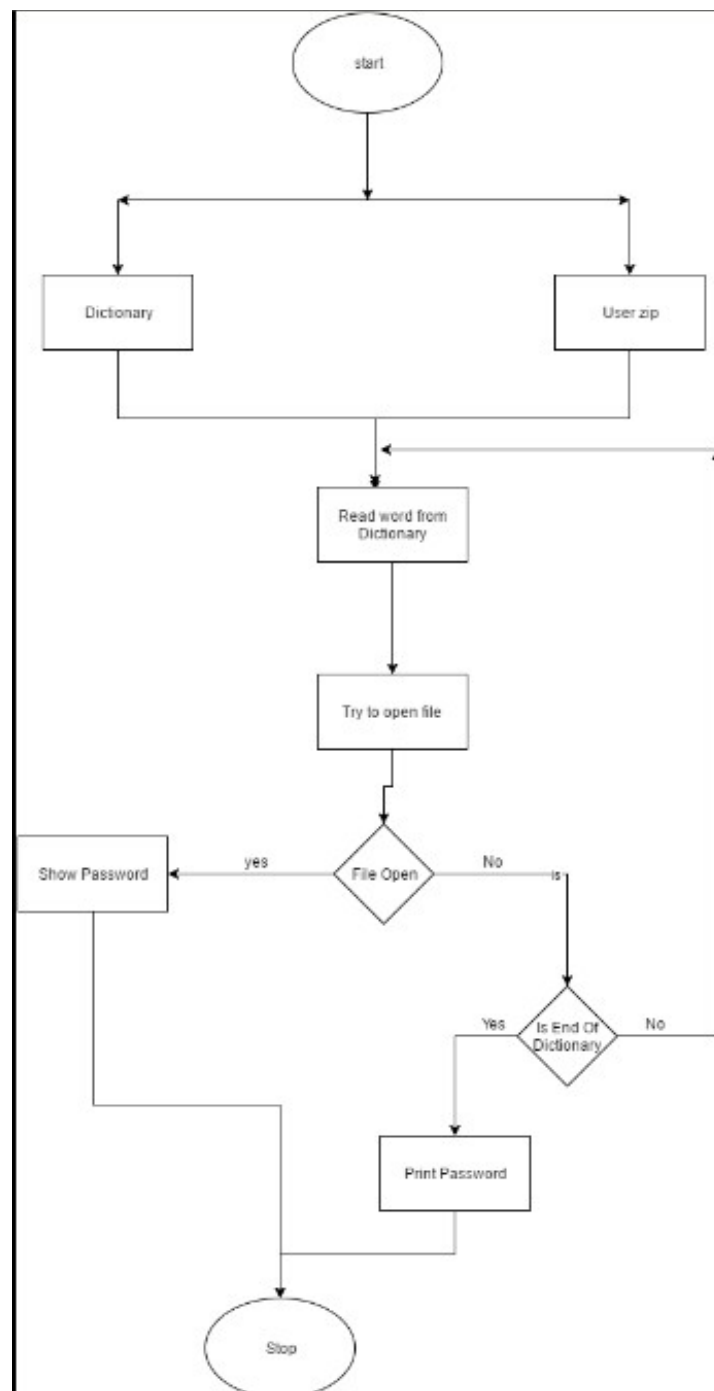 start
Dictionary
User zip
Read word from
Dictionary
Try to open file
Show Password
yes
File Open
No
is
Yes
Is End Of
Dictionary
No
Print Password
Stop